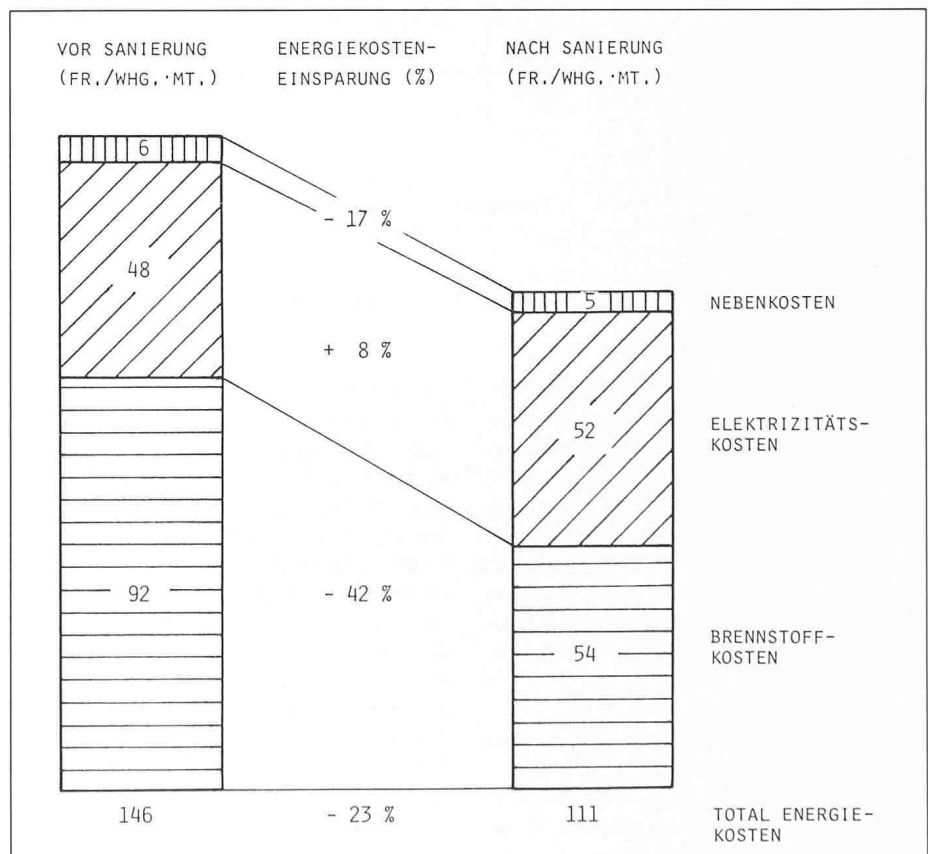 VOR SANIERUNG
(FR./WHG.·MT.)
ENERGIEKOSTEN-
EINSPARUNG (%)
NACH SANIERUNG
(FR./WHG.·MT.)
6
- 17 %
5
NEBENKOSTEN
48
+ 8 %
52
ELEKTRIZITÄTS-
KOSTEN
92
- 42 %
54
BRENNSTOFF-
KOSTEN
146
- 23 %
111
TOTAL ENERGIE-
KOSTEN